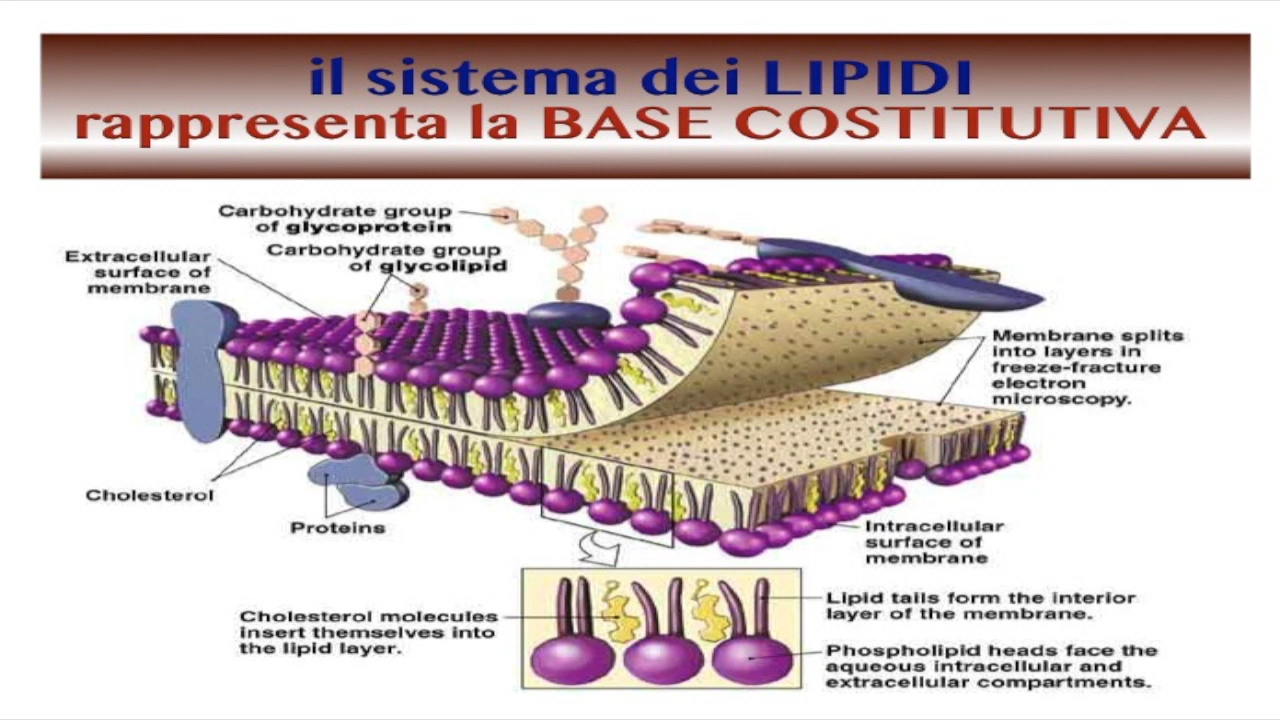 il sistema dei LIPIDI
rappresenta la BASE COSTITUTIVA
Carbohydrate group
of glycoprotein
Carbohydrate group
of glycolipid
Extracellular
surface of
membrane
Membrane splits
into layers in
freeze-fracture
electron
microscopy.
Cholesterol
Proteins
Intracellular
surface of
membrane
Cholesterol molecules
insert themselves into
the lipid layer.
Lipid tails form the interior
layer of the membrane.
Phospholipid heads face the
aqueous intracellular and
extracellular compartments.